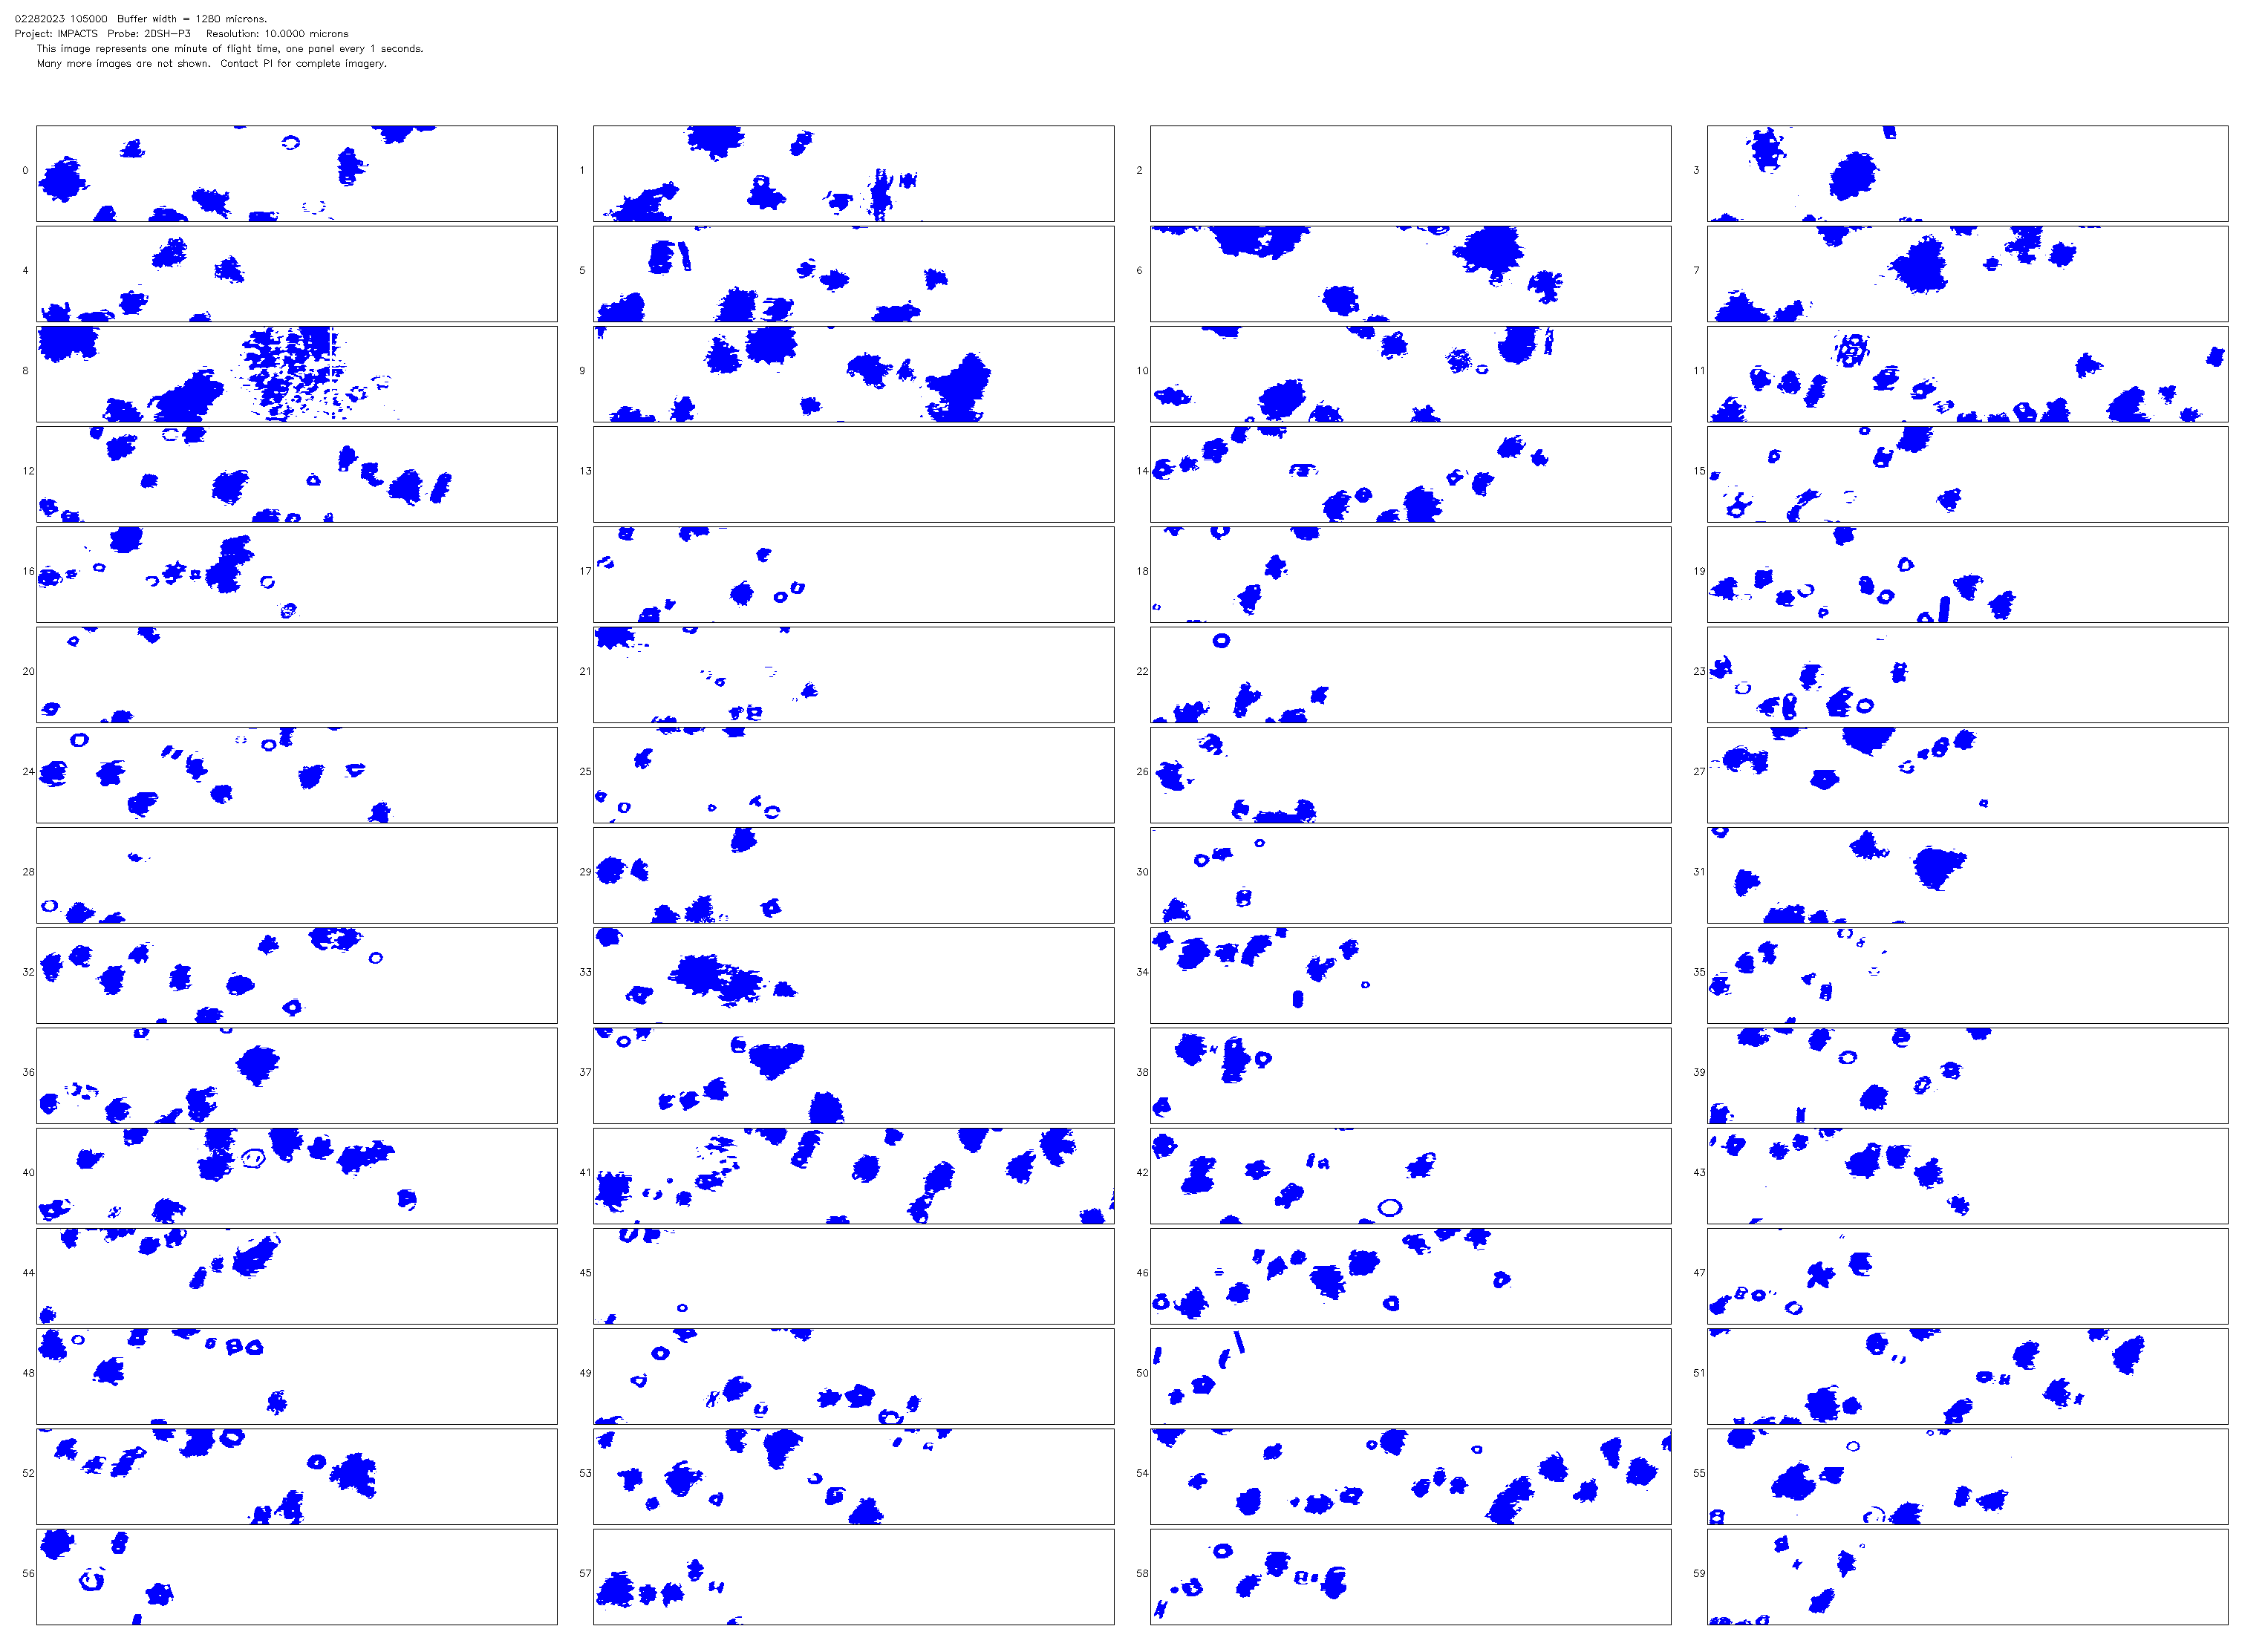 02282023 105000  Buffer width = 1280 microns.
Project: IMPACTS  Probe: 2DSH-P3    Resolution: 10.0000 microns
This image represents one minute of flight time, one panel every 1 seconds.
Many more images are not shown.  Contact PI for complete imagery.
0 1 2 3
4 5 6 7
8 9 10 11
12 13 14 15
16 17 18 19
20 21 22 23
24 25 26 27
28 29 30 31
32 33 34 35
36 37 38 39
40 41 42 43
44 45 46 47
48 49 50 51
52 53 54 55
56 57 58 59